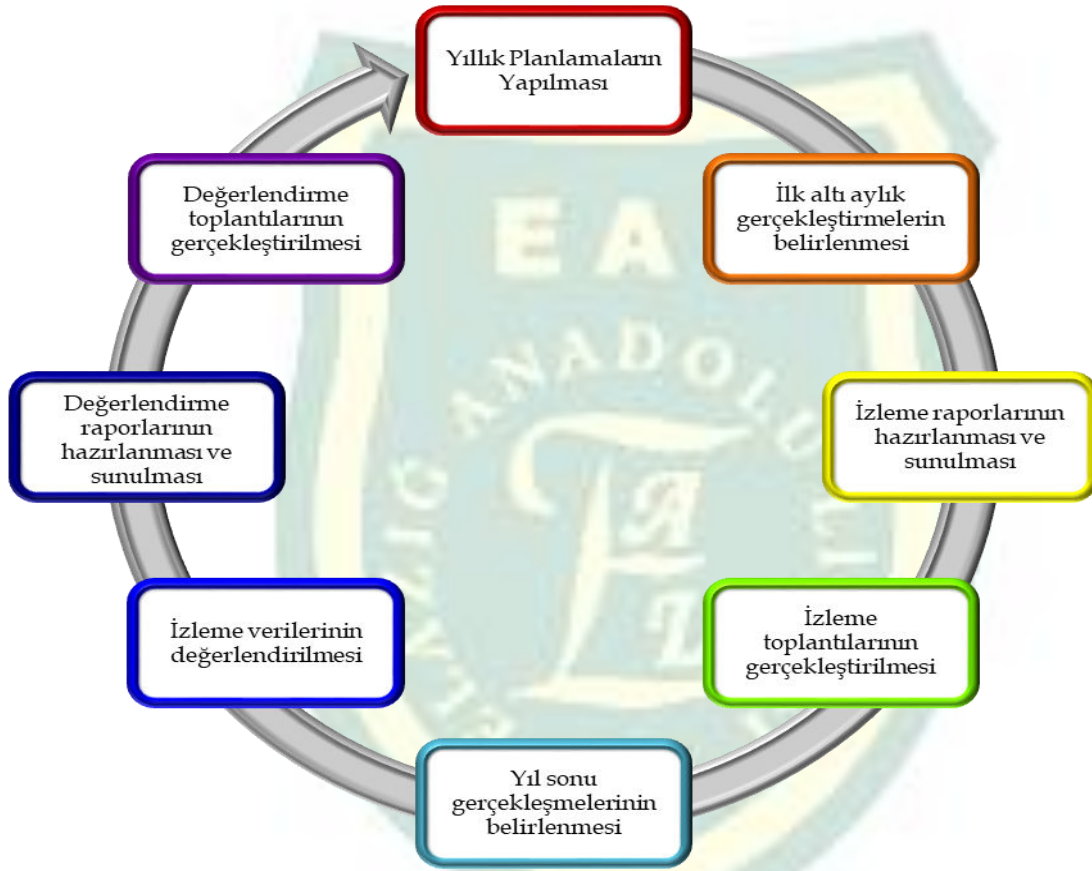 Yıllık Planlamaların
Yapılması
İlk altı aylık
gerçekleştirmelerin
belirlenmesi
İzleme raporlarının
hazırlanması ve
sunulması
İzleme
toplantılarının
gerçekleştirilmesi
Yıl sonu
gerçekleşmelerinin
belirlenmesi
İzleme verilerinin
değerlendirilmesi
Değerlendirme
raporlarının
hazırlanması ve
sunulması
Değerlendirme
toplantılarının
gerçekleştirilmesi
E A
ANADOLU